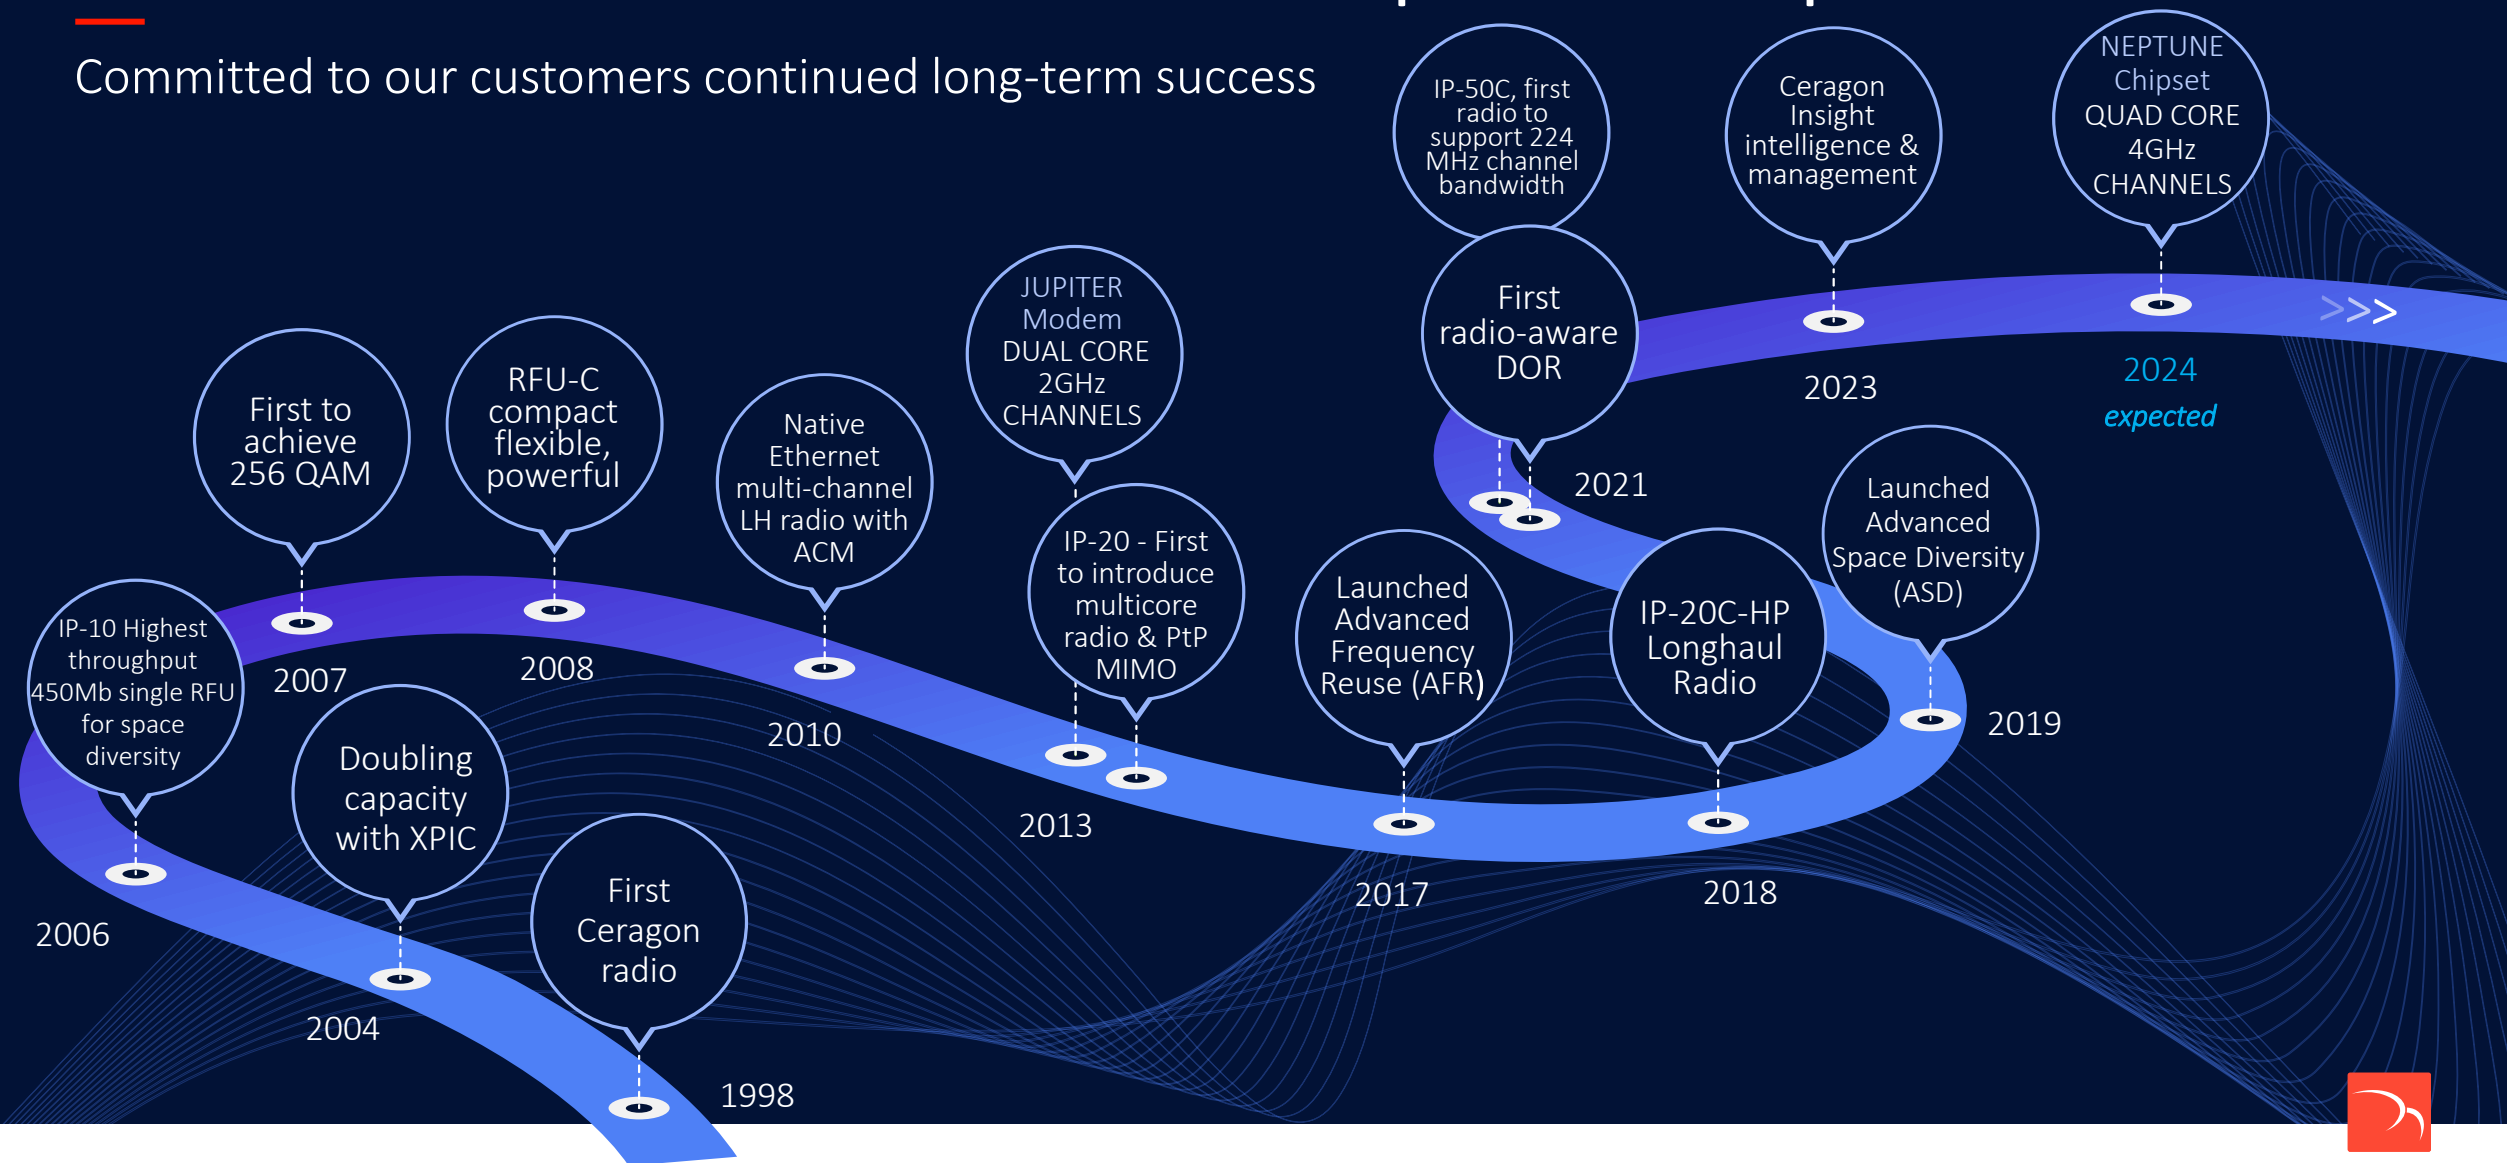 Committed to our customers continued long-term success
IP-50C, first
radio to
support 224
MHz channel
bandwidth
Ceragon
Insight
intelligence &
management
NEPTUNE
Chipset
QUAD CORE
4GHz
CHANNELS
JUPITER
Modem
DUAL CORE
2GHz
CHANNELS
First
radio-aware
DOR
2023
2024
expected
First to
achieve
256 QAM
RFU-C
compact
flexible,
powerful
Native
Ethernet
multi-channel
LH radio with
ACM
2021
Launched
Advanced
Space Diversity
(ASD)
IP-20 - First
to introduce
multicore
radio & PtP
MIMO
Launched
Advanced
Frequency
Reuse (AFR)
IP-20C-HP
Longhaul
Radio
IP-10 Highest
throughput
450Mb single RFU
for space
diversity
2007
2008
2010
2019
Doubling
capacity
with XPIC
2013
First
Ceragon
radio
2017
2018
2006
2004
1998